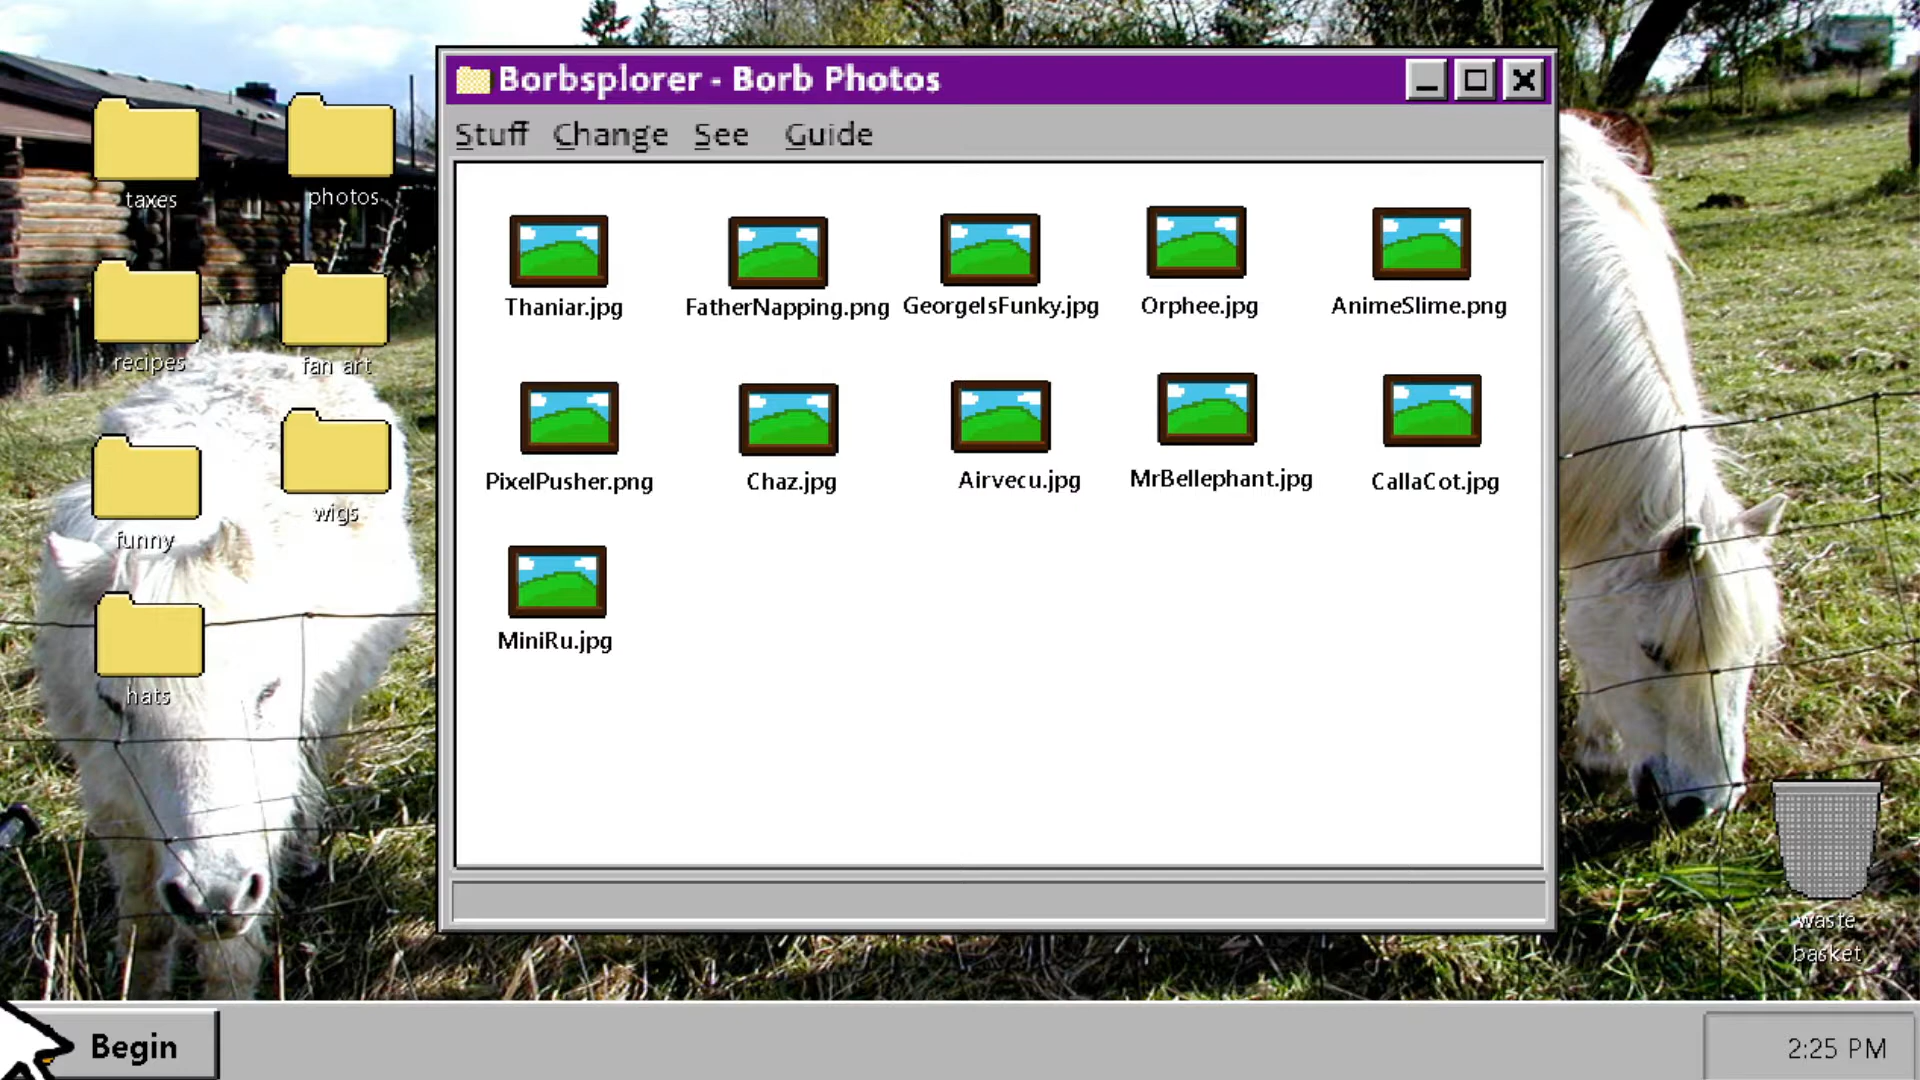 Borbsplorer - Borb Photos
Stuff Change See Guide
taxes
photos
recipes
fan art
funny
wigs
hats
Thaniar.jpg
FatherNapping.png
GeorgeIsFunky.jpg
Orphee.jpg
AnimeSlime.png
PixelPusher.png
Chaz.jpg
Airvecu.jpg
MrBellephant.jpg
CallaCot.jpg
MiniRu.jpg
waste
basket
Begin
2:25 PM